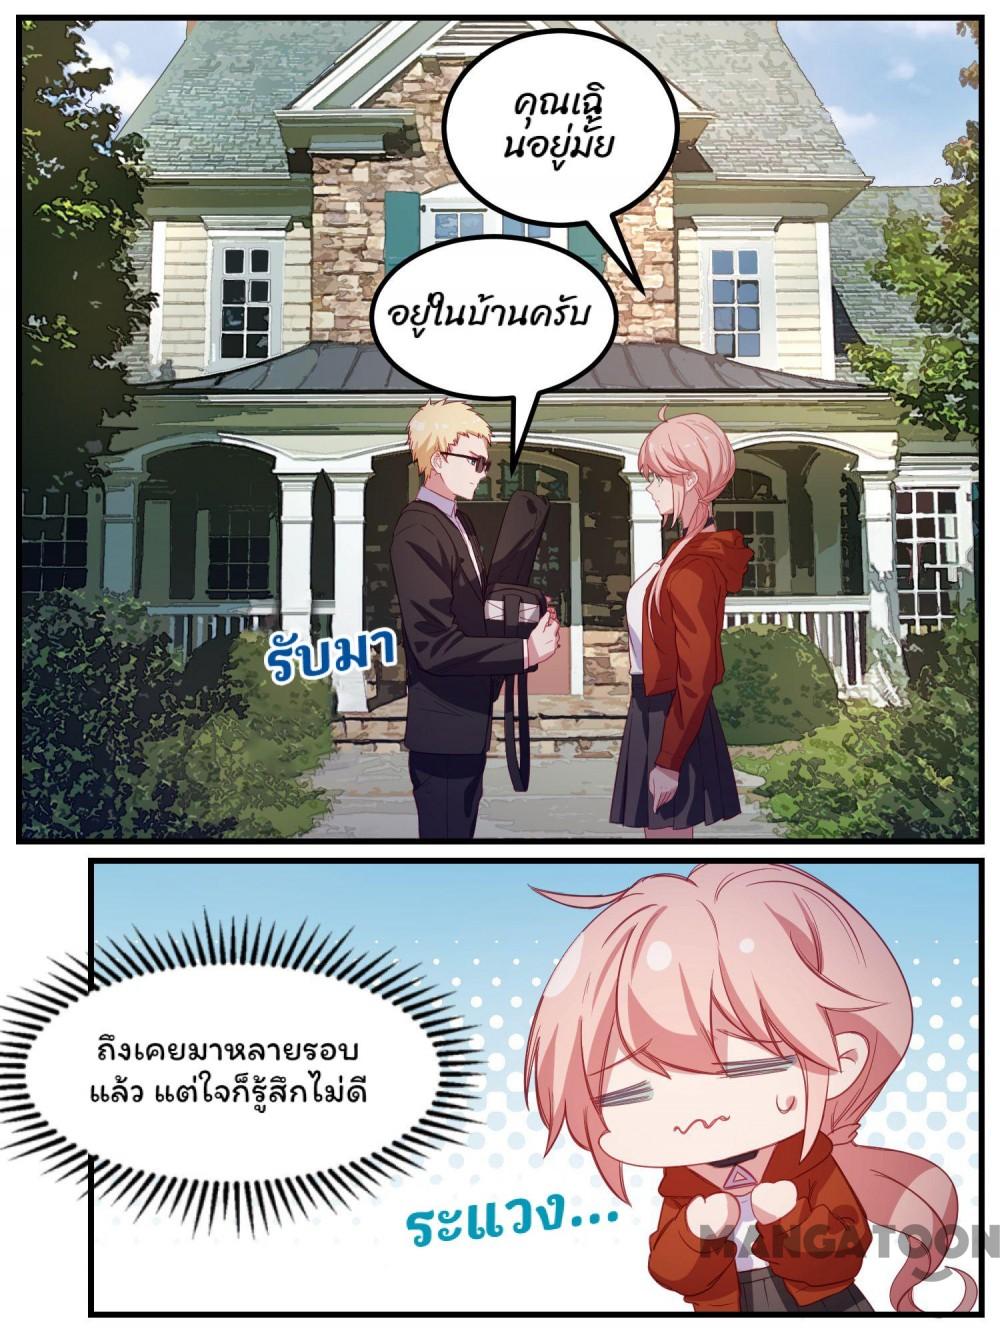 คุณเฉิ
นอยู่มั้ย
อยู่ในบ้านครับ
รับมา
ถึงเคยมาหลายรอบ
แล้ว แต่ใจก็รู้สึกไม่ดี
ระแวง...
MANGATOON